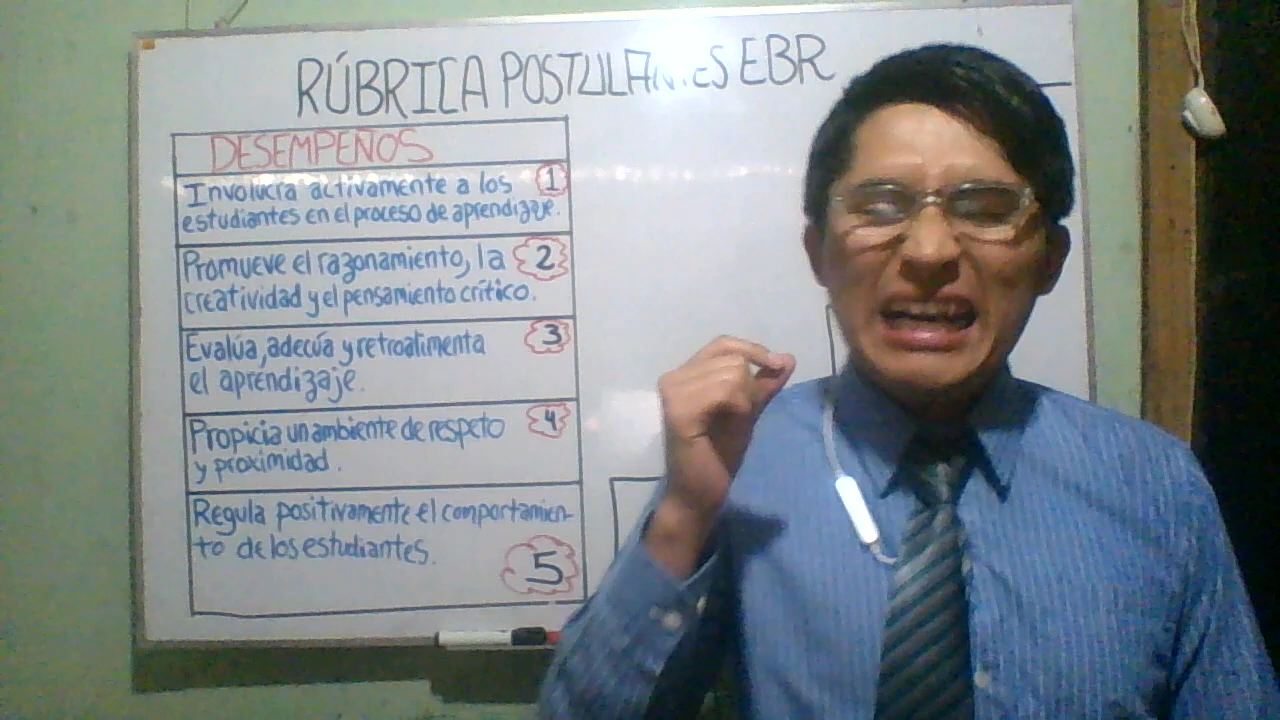 RÚBRICA POSTULANTES EBR
DESEMPEÑOS
Involucra activamente a los 1
estudiantes en el proceso de aprendizaje.
Promueve el razonamiento, la 2
creatividad y el pensamiento crítico.
Evalúa, adecúa y retroalimenta 3
el aprendizaje.
Propicia un ambiente de respeto 4
y proximidad.
Regula positivamente el comportamien-
to de los estudiantes.
5